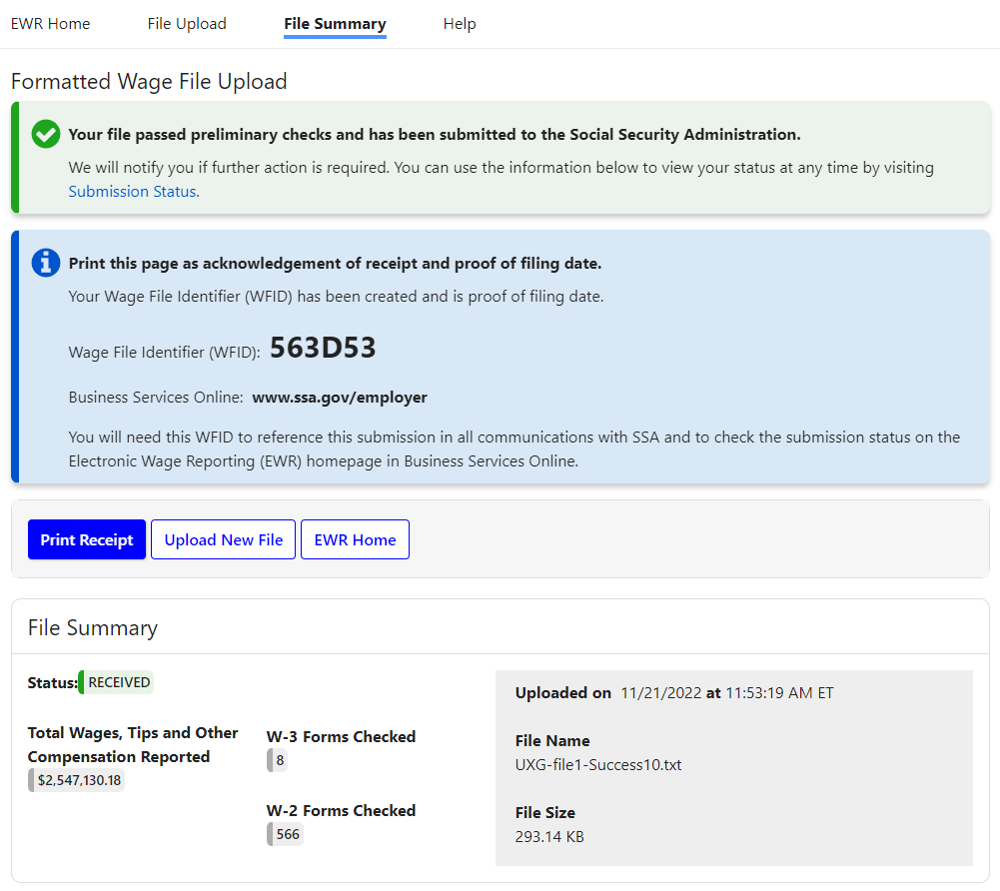 EWR Home File Upload File Summary Help
Formatted Wage File Upload
Your file passed preliminary checks and has been submitted to the Social Security Administration.
We will notify you if further action is required. You can use the information below to view your status at any time by visiting
Submission Status.
Print this page as acknowledgement of receipt and proof of filing date.
Your Wage File Identifier (WFID) has been created and is proof of filing date.
Wage File Identifier (WFID): 563D53
Business Services Online: www.ssa.gov/employer
You will need this WFID to reference this submission in all communications with SSA and to check the submission status on the
Electronic Wage Reporting (EWR) homepage in Business Services Online.
Print Receipt Upload New File EWR Home
File Summary
Status: RECEIVED
Total Wages, Tips and Other
Compensation Reported
$2,547,130.18
W-3 Forms Checked
8
W-2 Forms Checked
566
Uploaded on 11/21/2022 at 11:53:19 AM ET
File Name
UXG-file1-Success10.txt
File Size
293.14 KB